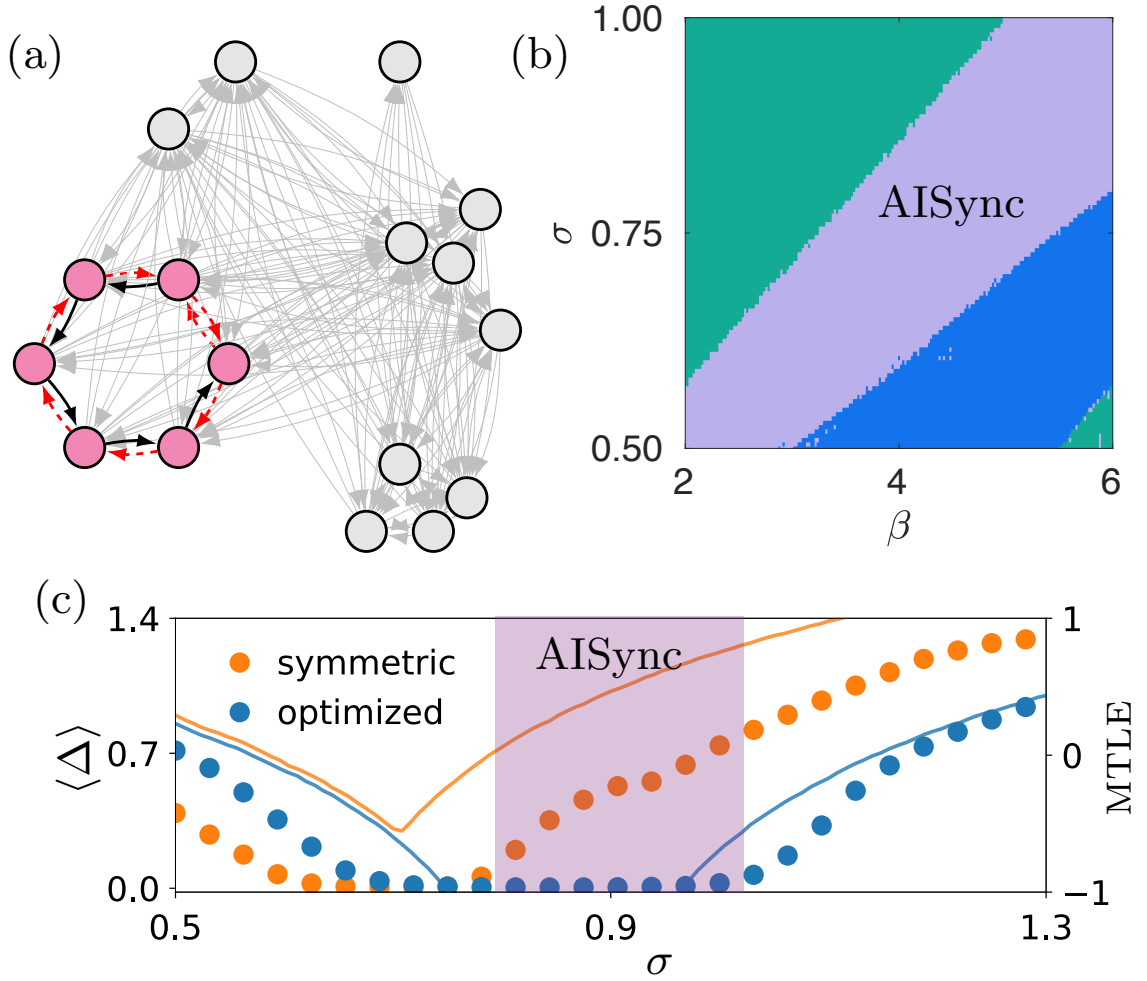 (a)
(b)
1.00
0.75
0.50
σ
AISync
2
4
6
β
(c)
1.4
0.7
0.0
⟨Δ⟩
symmetric
optimized
AISync
1
0
−1
MTLE
0.5
0.9
1.3
σ